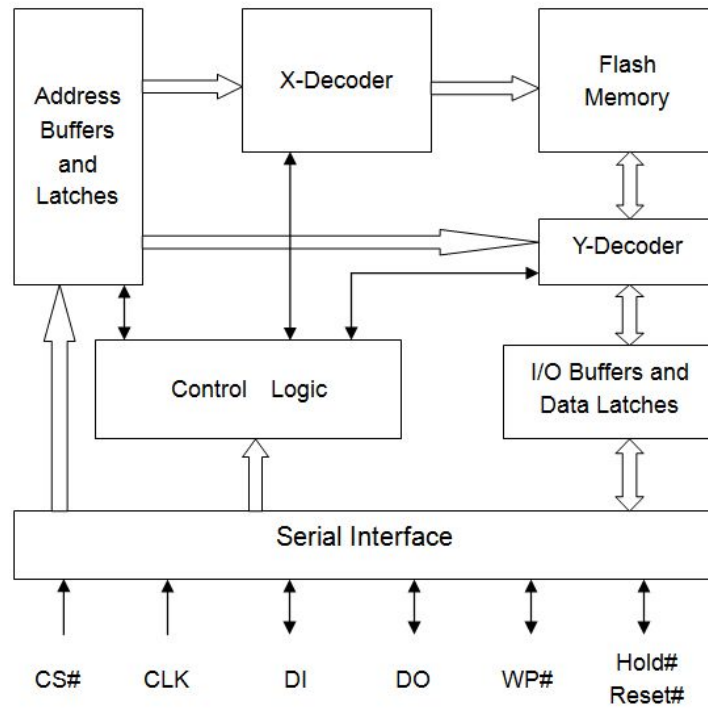 Address
Buffers
and
Latches
X-Decoder
Flash
Memory
Y-Decoder
Control Logic
I/O Buffers and
Data Latches
Serial Interface
CS#
CLK
DI
DO
WP#
Hold#
Reset#